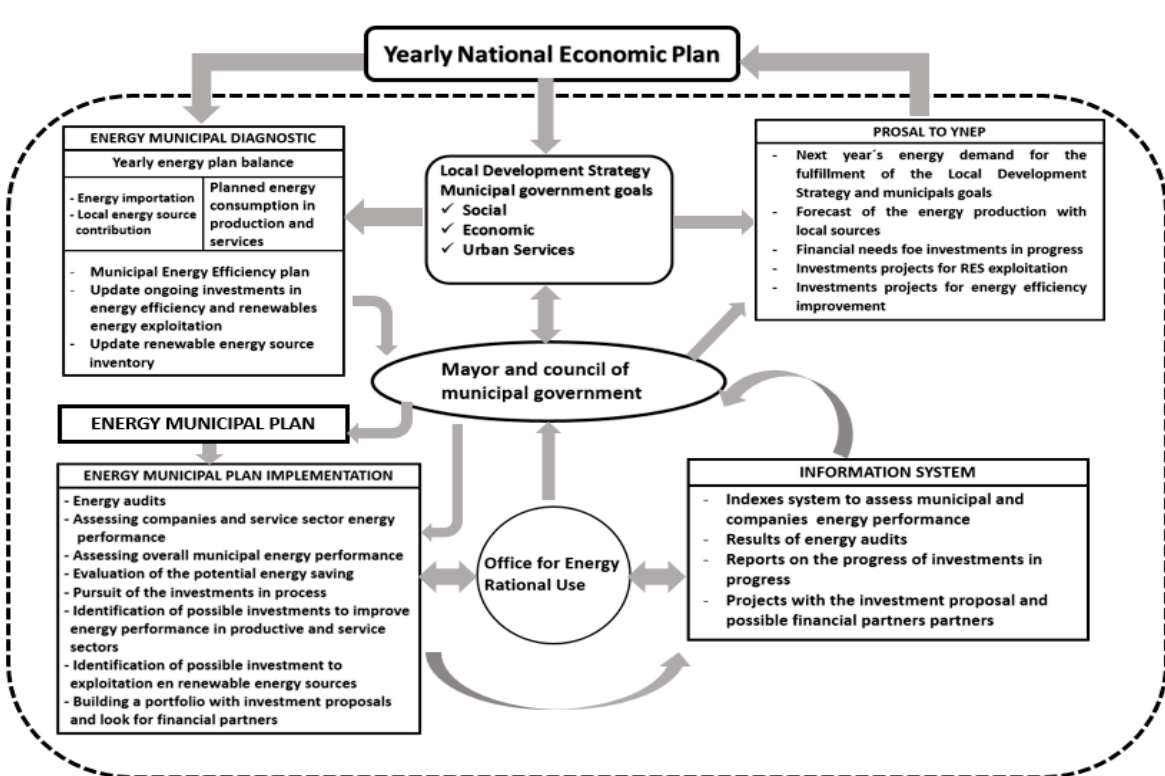 Yearly National Economic Plan
ENERGY MUNICIPAL DIAGNOSTIC
Yearly energy plan balance
- Energy importation
- Local energy source
contribution
Planned energy
consumption in
production and
services
- Municipal Energy Efficiency plan
- Update ongoing investments in
energy efficiency and renewables
energy exploitation
- Update renewable energy source
inventory
Local Development Strategy
Municipal government goals
✓ Social
✓ Economic
✓ Urban Services
PROSAL TO YNEP
- Next year´s energy demand for the
fulfillment of the Local Development
Strategy and municipals goals
- Forecast of the energy production with
local sources
- Financial needs foe investments in progress
- Investments projects for RES exploitation
- Investments projects for energy efficiency
improvement
Mayor and council of
municipal government
ENERGY MUNICIPAL PLAN
ENERGY MUNICIPAL PLAN IMPLEMENTATION
- Energy audits
- Assessing companies and service sector energy
performance
- Assessing overall municipal energy performance
- Evaluation of the potential energy saving
- Pursuit of the investments in process
- Identification of possible investments to improve
energy performance in productive and service
sectors
- Identification of possible investment to
exploitation en renewable energy sources
- Building a portfolio with investment proposals
and look for financial partners
Office for Energy
Rational Use
INFORMATION SYSTEM
- Indexes system to assess municipal and
companies energy performance
- Results of energy audits
- Reports on the progress of investments in
progress
- Projects with the investment proposal and
possible financial partners partners